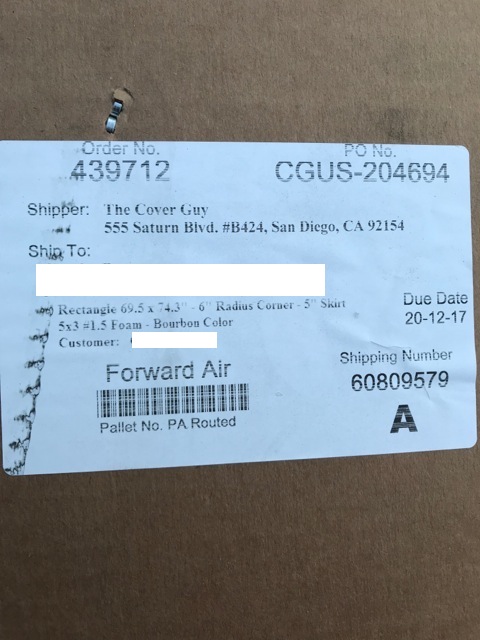 Order No.
439712
PO No.
CGUS-204694
Shipper: The Cover Guy
555 Saturn Blvd. #B424, San Diego, CA 92154
Ship To:
Rectangle 69.5 x 74.3" - 6" Radius Corner - 5" Skirt
5x3 #1.5 Foam - Bourbon Color
Customer:
Due Date
20-12-17
Forward Air
Pallet No. PA Routed
Shipping Number
60809579
A